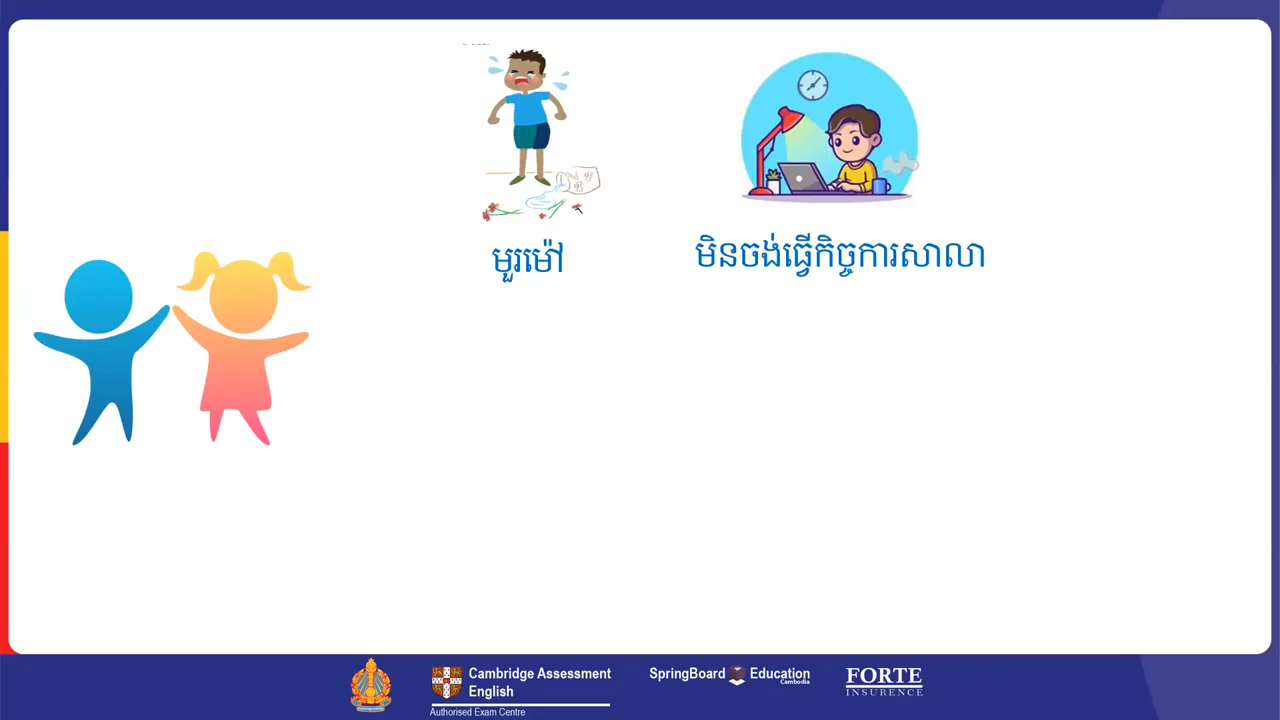 មួរម៉ៅ
មិនចង់ធ្វើកិច្ចការសាលា
Cambridge Assessment
English
Authorised Exam Centre
SpringBoard Education
Cambodia
FORTE
INSURENCE